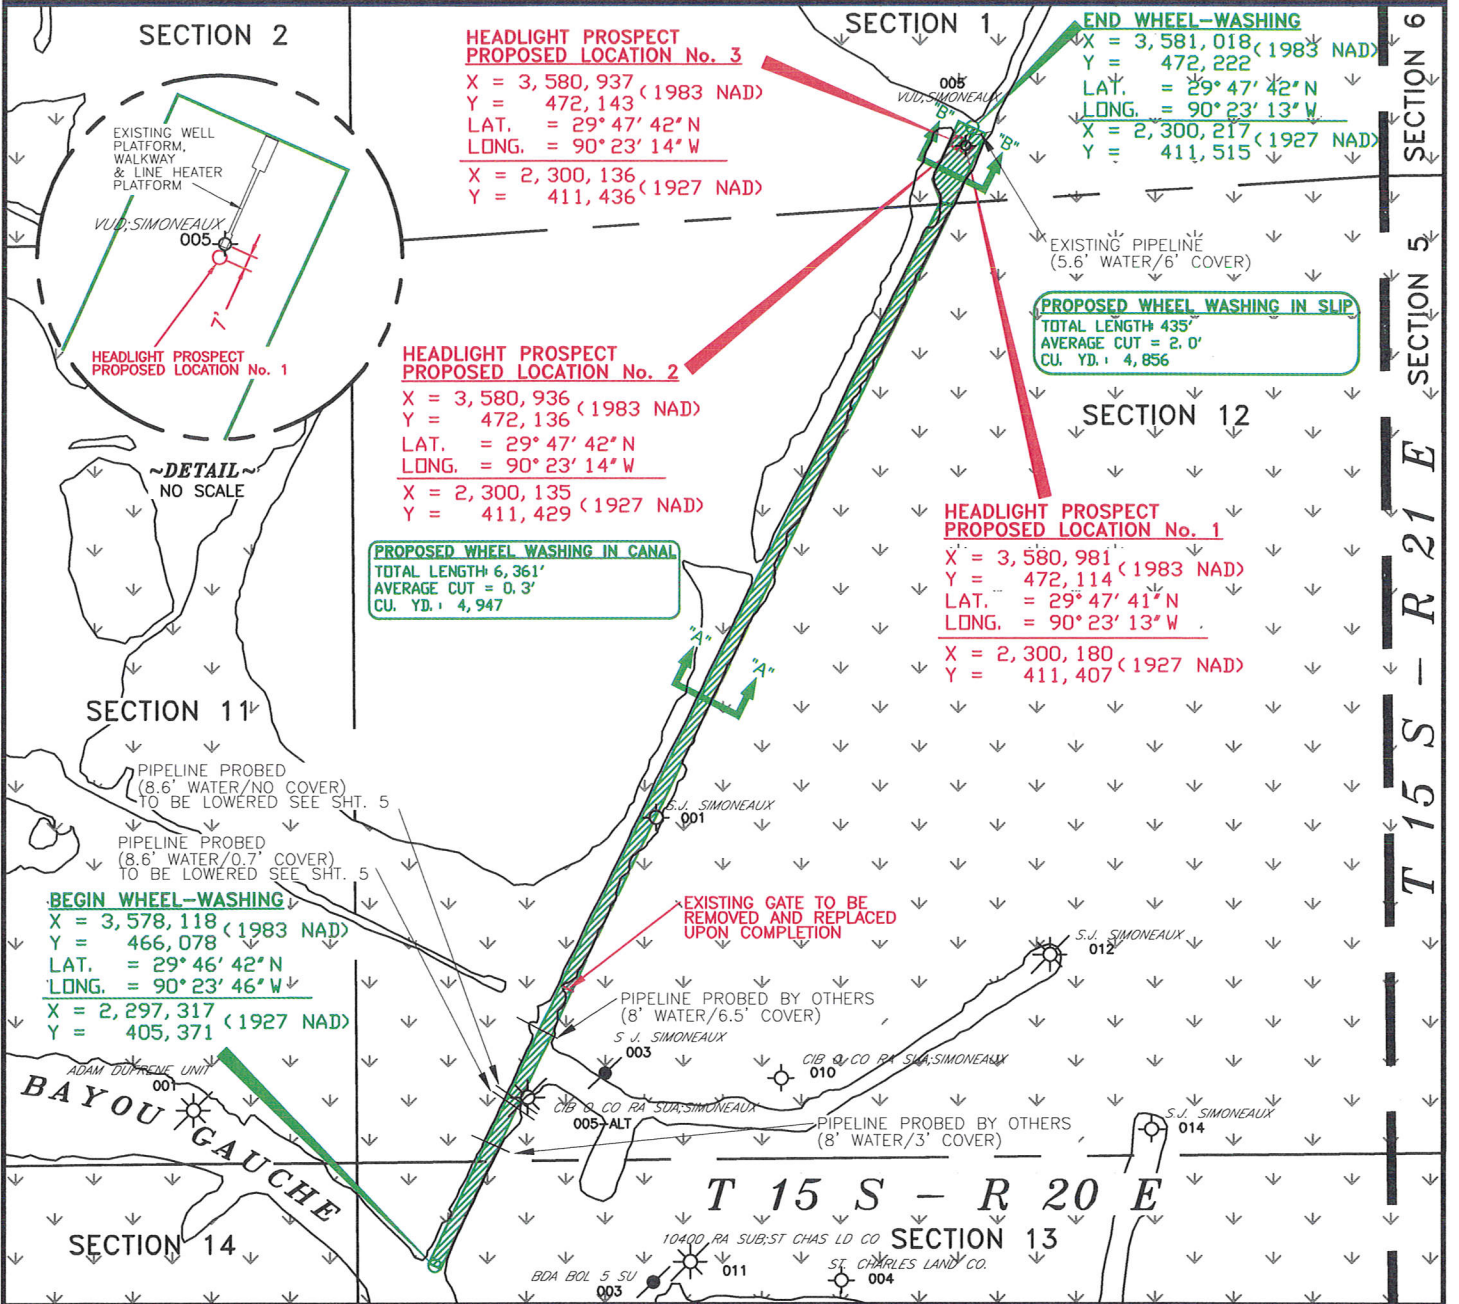 SECTION 2
SECTION 1
SECTION 6
SECTION 5
EXISTING WELL
PLATFORM,
WALKWAY
& LINE HEATER
PLATFORM
VUD;SIMONEAUX
005
7'
HEADLIGHT PROSPECT
PROPOSED LOCATION No. 1
~DETAIL~
NO SCALE
HEADLIGHT PROSPECT
PROPOSED LOCATION No. 3
X = 3,580,937 (1983 NAD)
Y = 472,143
LAT. = 29° 47' 42" N
LONG. = 90° 23' 14" W
X = 2,300,136 (1927 NAD)
Y = 411,436
005
VUD;SIMONEAUX
"B"
"B"
END WHEEL-WASHING
X = 3,581,018 (1983 NAD)
Y = 472,222
LAT. = 29° 47' 42" N
LONG. = 90° 23' 13" W
X = 2,300,217 (1927 NAD)
Y = 411,515
EXISTING PIPELINE
(5.6' WATER/6' COVER)
PROPOSED WHEEL WASHING IN SLIP
TOTAL LENGTH: 435'
AVERAGE CUT = 2.0'
CU. YD.: 4,856
SECTION 12
HEADLIGHT PROSPECT
PROPOSED LOCATION No. 2
X = 3,580,936 (1983 NAD)
Y = 472,136
LAT. = 29° 47' 42" N
LONG. = 90° 23' 14" W
X = 2,300,135 (1927 NAD)
Y = 411,429
PROPOSED WHEEL WASHING IN CANAL
TOTAL LENGTH: 6,361'
AVERAGE CUT = 0.3'
CU. YD.: 4,947
HEADLIGHT PROSPECT
PROPOSED LOCATION No. 1
X = 3,580,981 (1983 NAD)
Y = 472,114
LAT. = 29° 47' 41" N
LONG. = 90° 23' 13" W
X = 2,300,180 (1927 NAD)
Y = 411,407
"A"
"A"
T 15 S - R 21 E
SECTION 11
PIPELINE PROBED
(8.6' WATER/NO COVER)
TO BE LOWERED SEE SHT. 5
PIPELINE PROBED
(8.6' WATER/0.7' COVER)
TO BE LOWERED SEE SHT. 5
S.J. SIMONEAUX
001
BEGIN WHEEL-WASHING
X = 3,578,118 (1983 NAD)
Y = 466,078
LAT. = 29° 46' 42" N
LONG. = 90° 23' 46" W
X = 2,297,317 (1927 NAD)
Y = 405,371
EXISTING GATE TO BE
REMOVED AND REPLACED
UPON COMPLETION
S.J. SIMONEAUX
012
PIPELINE PROBED BY OTHERS
(8' WATER/6.5' COVER)
S J. SIMONEAUX
003
CIB O CO RA SUA;SIMONEAUX
010
ADAM DUFRENE UNIT
001
BAYOU GAUCHE
CIB O CO RA SUA;SIMONEAUX
005-ALT
PIPELINE PROBED BY OTHERS
(8' WATER/3' COVER)
S.J. SIMONEAUX
014
T 15 S - R 20 E
SECTION 14
SECTION 13
10400 RA SUB;ST CHAS LD CO
011
BDA BOL 5 SU
003
ST. CHARLES LAND CO.
004